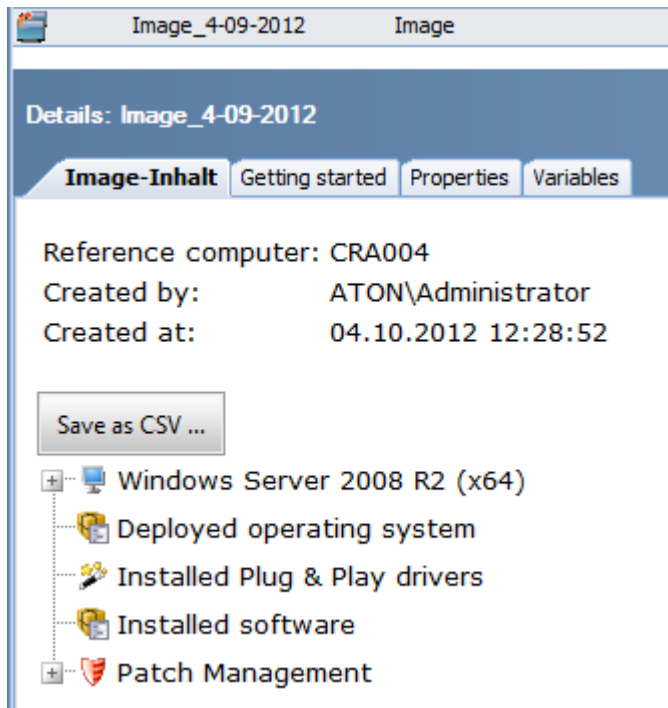 Image_4-09-2012 Image
Details: Image_4-09-2012
Image-Inhalt Getting started Properties Variables
Reference computer: CRA004
Created by: ATON\Administrator
Created at: 04.10.2012 12:28:52
Save as CSV ...
Windows Server 2008 R2 (x64)
Deployed operating system
Installed Plug & Play drivers
Installed software
Patch Management